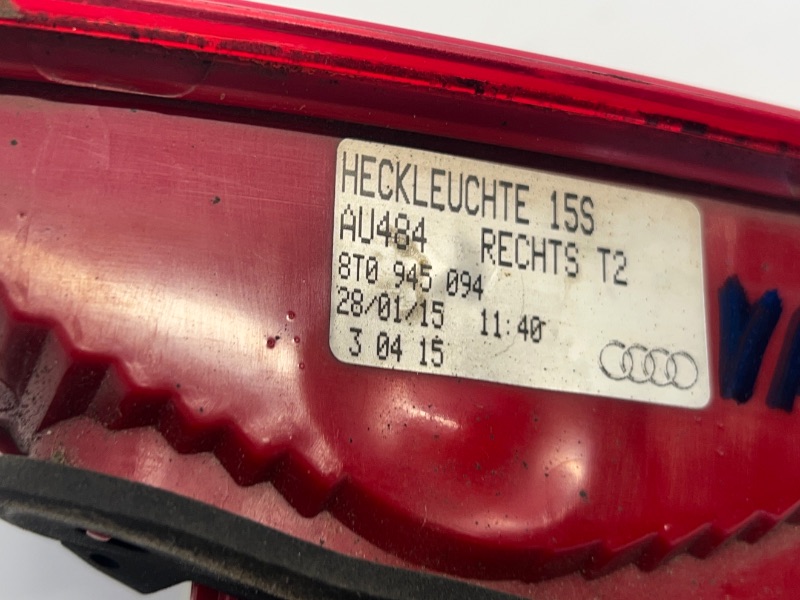 HECKLEUCHTE 15S
AU484 RECHTS T2
8T0 945 094
28/01/15 11:40
3 04 15